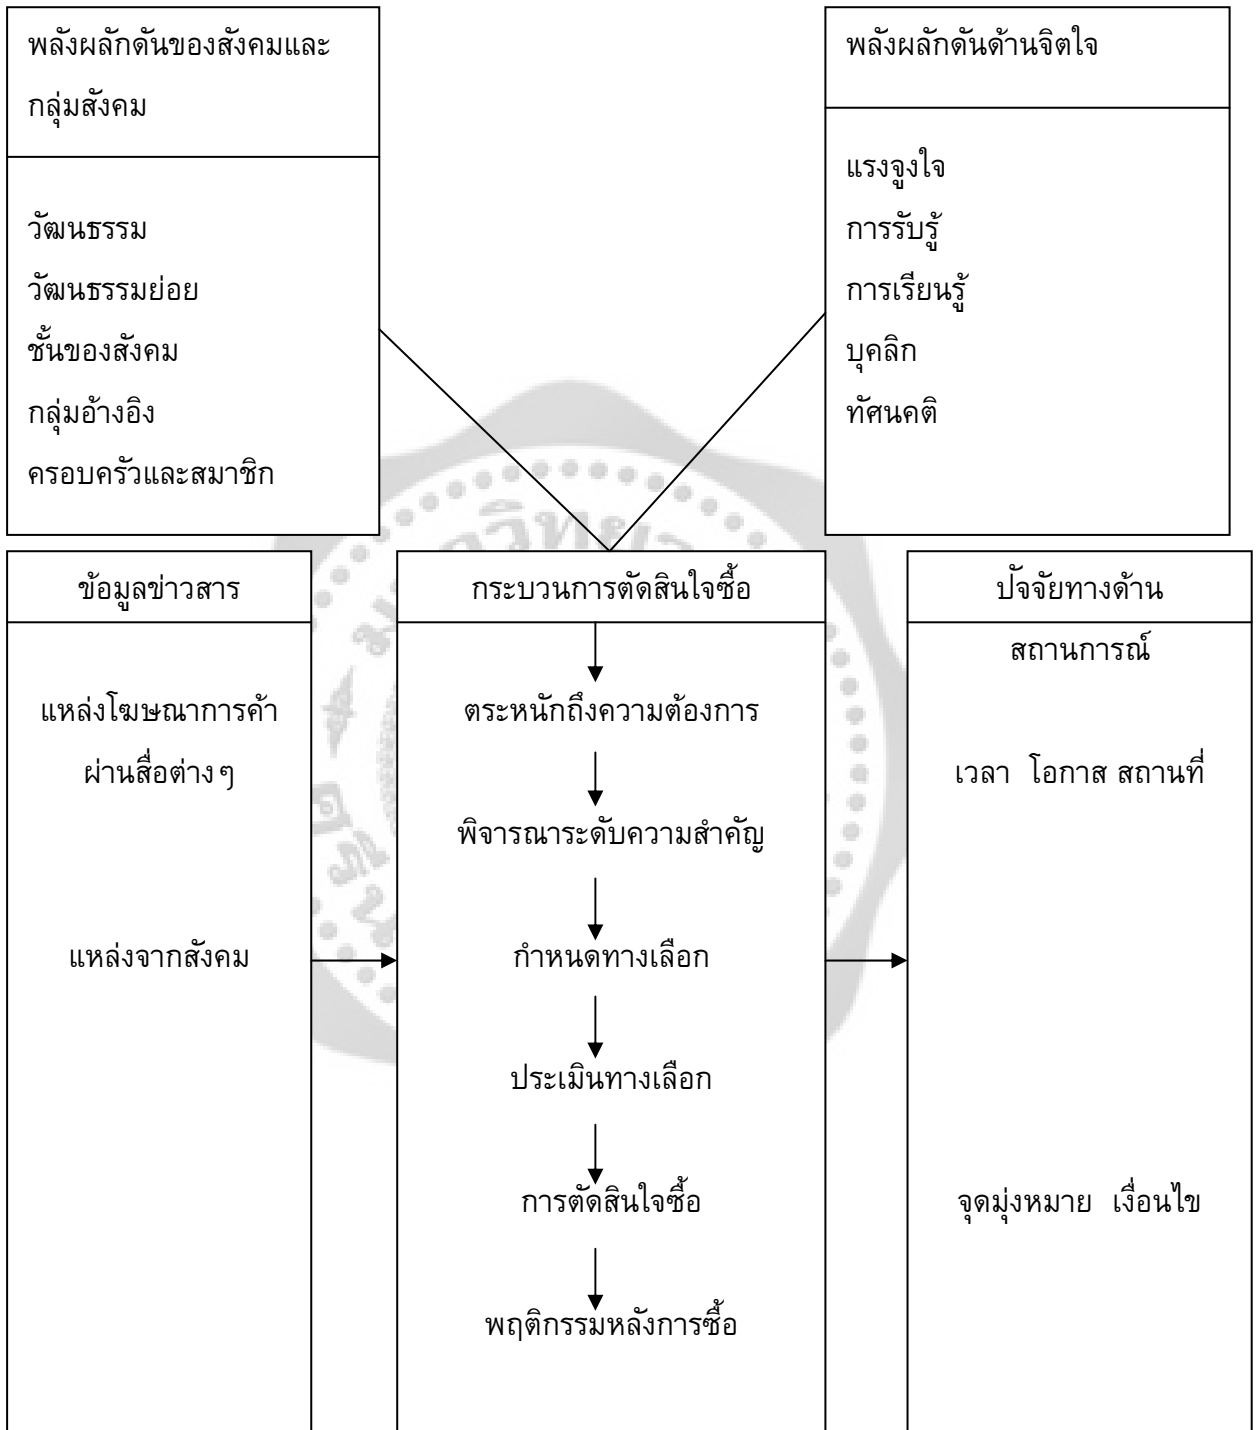 พลังผลักดันของสังคมและ
กลุ่มสังคม
วัฒนธรรม
วัฒนธรรมย่อย
ชั้นของสังคม
กลุ่มอ้างอิง
ครอบครัวและสมาชิก
พลังผลักดันด้านจิตใจ
แรงจูงใจ
การรับรู้
การเรียนรู้
บุคลิก
ทัศนคติ
ข้อมูลข่าวสาร
แหล่งโฆษณาการค้า
ผ่านสื่อต่างๆ
แหล่งจากสังคม
กระบวนการตัดสินใจซื้อ
ตระหนักถึงความต้องการ
พิจารณาระดับความสำคัญ
กำหนดทางเลือก
ประเมินทางเลือก
การตัดสินใจซื้อ
พฤติกรรมหลังการซื้อ
ปัจจัยทางด้าน
สถานการณ์
เวลา โอกาส สถานที่
จุดมุ่งหมาย เงื่อนไข